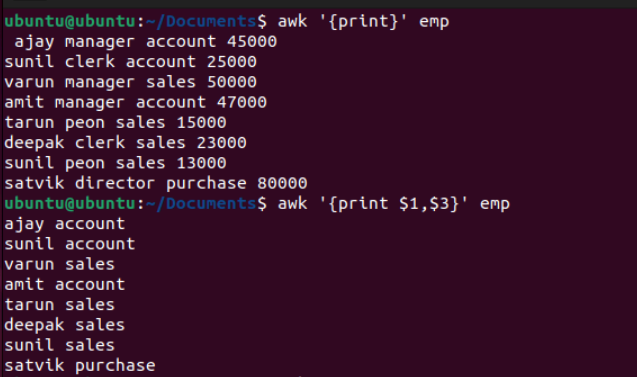 ubuntu@ubuntu:~/Documents$ awk '{print}' emp
 ajay manager account 45000
sunil clerk account 25000
varun manager sales 50000
amit manager account 47000
tarun peon sales 15000
deepak clerk sales 23000
sunil peon sales 13000
satvik director purchase 80000
ubuntu@ubuntu:~/Documents$ awk '{print $1,$3}' emp
ajay account
sunil account
varun sales
amit account
tarun sales
deepak sales
sunil sales
satvik purchase